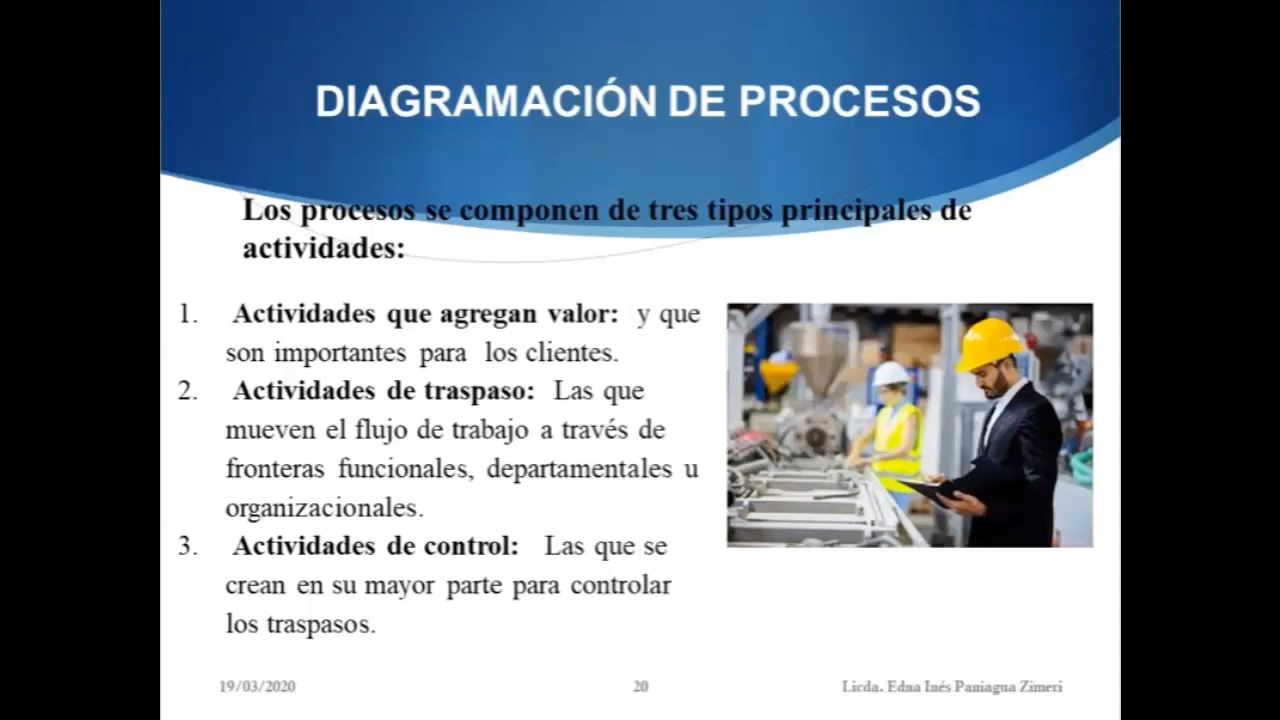 DIAGRAMACIÓN DE PROCESOS
Los procesos se componen de tres tipos principales de
actividades:
1. Actividades que agregan valor: y que
son importantes para los clientes.
2. Actividades de traspaso: Las que
mueven el flujo de trabajo a través de
fronteras funcionales, departamentales u
organizacionales.
3. Actividades de control: Las que se
crean en su mayor parte para controlar
los traspasos.
19/03/2020
20
Licda. Edna Inés Paniagua Zimeri